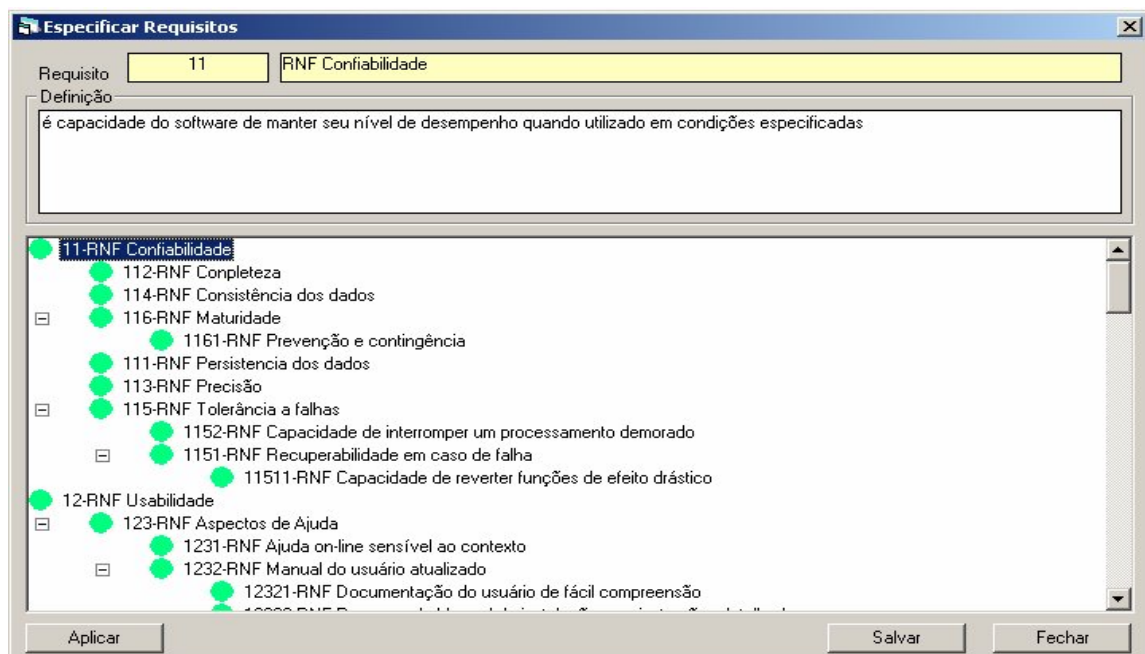 Especificar Requisitos
Requisito 11 RNF Confiabilidade
Definição
é capacidade do software de manter seu nível de desempenho quando utilizado em condições especificadas
11-RNF Confiabilidade
112-RNF Conpleteza
114-RNF Consistência dos dados
116-RNF Maturidade
1161-RNF Prevenção e contingência
111-RNF Persistencia dos dados
113-RNF Precisão
115-RNF Tolerância a falhas
1152-RNF Capacidade de interromper um processamento demorado
1151-RNF Recuperabilidade em caso de falha
11511-RNF Capacidade de reverter funções de efeito drástico
12-RNF Usabilidade
123-RNF Aspectos de Ajuda
1231-RNF Ajuda on-line sensível ao contexto
1232-RNF Manual do usuário atualizado
12321-RNF Documentação do usuário de fácil compreensão
Aplicar Salvar Fechar